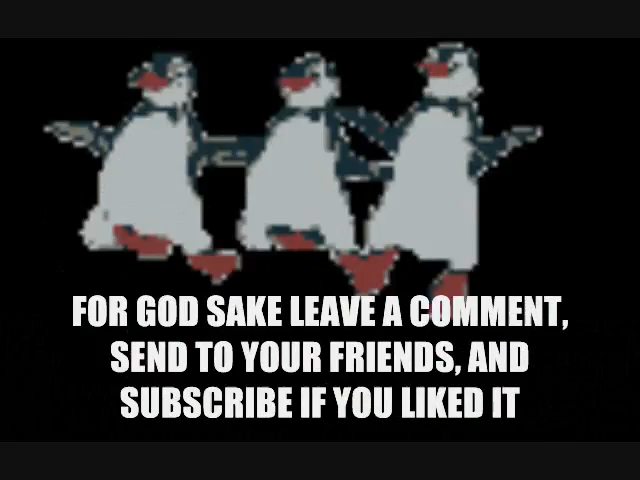 FOR GOD SAKE LEAVE A COMMENT,
SEND TO YOUR FRIENDS, AND
SUBSCRIBE IF YOU LIKED IT